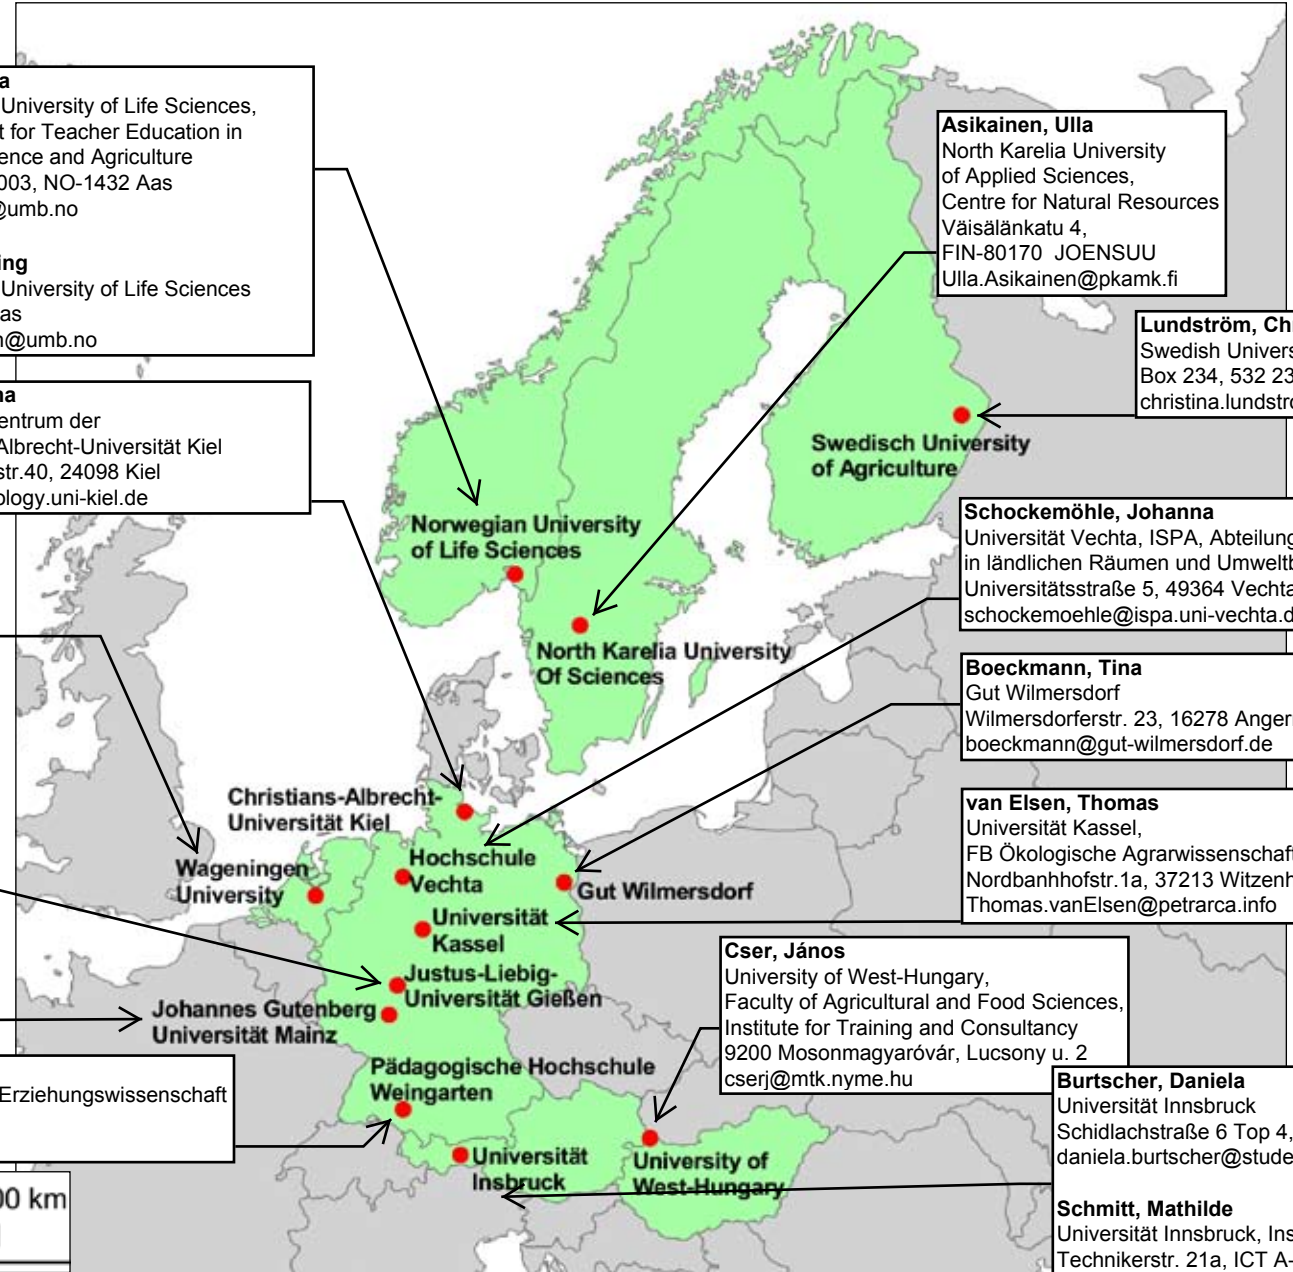 a
University of Life Sciences,
t for Teacher Education in
ence and Agriculture
003, NO-1432 Aas
@umb.no
ing
University of Life Sciences
as
n@umb.no
na
entrum der
Albrecht-Universität Kiel
str.40, 24098 Kiel
ology.uni-kiel.de
Asikainen, Ulla
North Karelia University
of Applied Sciences,
Centre for Natural Resources
Väisälänkatu 4,
FIN-80170 JOENSUU
Ulla.Asikainen@pkamk.fi
Lundström, Ch
Swedish Univers
Box 234, 532 23
christina.lundstr
Swedisch University
of Agriculture
Norwegian University
of Life Sciences
North Karelia University
Of Sciences
Schockemöhle, Johanna
Universität Vechta, ISPA, Abteilung
in ländlichen Räumen und Umwelt
Universitätsstraße 5, 49364 Vechta
schockemoehle@ispa.uni-vechta.d
Boeckmann, Tina
Gut Wilmersdorf
Wilmersdorferstr. 23, 16278 Anger
boeckmann@gut-wilmersdorf.de
van Elsen, Thomas
Universität Kassel,
FB Ökologische Agrarwissenschaft
Nordbanhhofstr.1a, 37213 Witzenh
Thomas.vanElsen@petrarca.info
Christians-Albrecht-
Universität Kiel
Wageningen
University
Hochschule
Vechta
Gut Wilmersdorf
Universität
Kassel
Justus-Liebig-
Universität Gießen
Johannes Gutenberg
Universität Mainz
Cser, János
University of West-Hungary,
Faculty of Agricultural and Food Sciences,
Institute for Training and Consultancy
9200 Mosonmagyaróvár, Lucsony u. 2
cserj@mtk.nyme.hu
Pädagogische Hochschule
Weingarten
Erziehungswissenschaft
Universität
Insbruck
University of
West-Hungary
Burtscher, Daniela
Universität Innsbruck
Schidlachstraße 6 Top 4,
daniela.burtscher@stude
Schmitt, Mathilde
Universität Innsbruck, Ins
Technikerstr. 21a, ICT A-
00 km